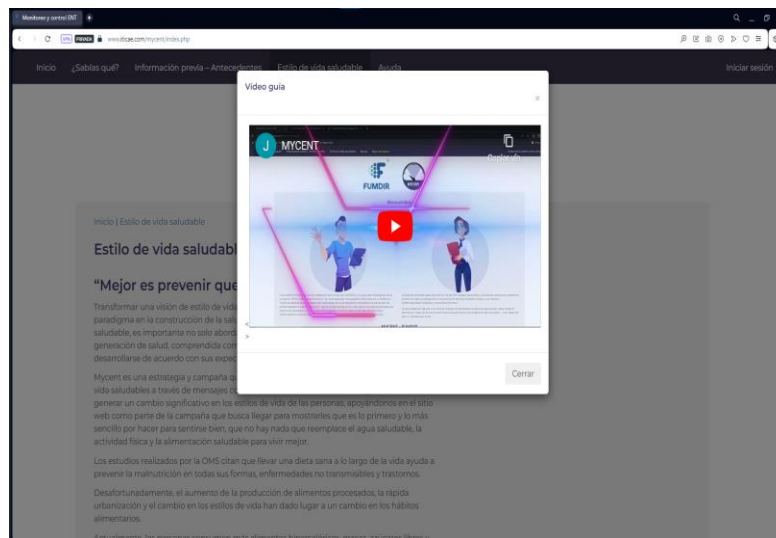 Monitoreo y control ENT
VPN PRIVADA www.itscae.com/mycent/index.php
Inicio ¿Sabías qué? Información previa – Antecedentes Estilo de vida saludable Ayuda Iniciar sesión
Vídeo guía
×
J MYCENT
FUMDIR
<
>
Cerrar
Inicio | Estilo de vida saludable
Estilo de vida saludabl
“Mejor es prevenir que
Transformar una visión de estilo de vida
paradigma en la construcción de la salu
saludable, es importante no solo abord
generación de salud, comprendida com
desarrollarse de acuerdo con sus expec
Mycent es una estrategia y campaña qu
vida saludables a través de mensajes co
generar un cambio significativo en los estilos de vida de las personas, apoyándonos en el sitio
web como parte de la campaña que busca llegar para mostrarles que es lo primero y lo más
sencillo por hacer para sentirse bien, que no hay nada que reemplace el agua saludable, la
actividad física y la alimentación saludable para vivir mejor.
Los estudios realizados por la OMS citan que llevar una dieta sana a lo largo de la vida ayuda a
prevenir la malnutrición en todas sus formas, enfermedades no transmisibles y trastornos.
Desafortunadamente, el aumento de la producción de alimentos procesados, la rápida
urbanización y el cambio en los estilos de vida han dado lugar a un cambio en los hábitos
alimentarios.